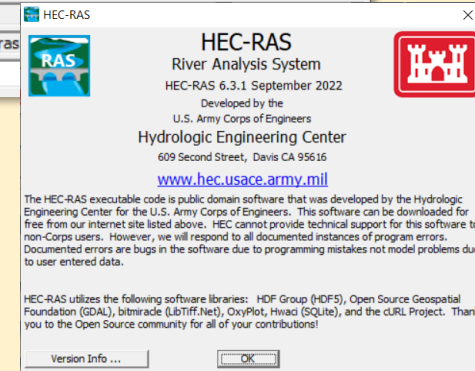 HEC-RAS
ras
RAS
HEC-RAS
River Analysis System
HEC-RAS 6.3.1 September 2022
Developed by the
U.S. Army Corps of Engineers
Hydrologic Engineering Center
609 Second Street, Davis CA 95616
www.hec.usace.army.mil
The HEC-RAS executable code is public domain software that was developed by the Hydrologic
Engineering Center for the U.S. Army Corps of Engineers. This software can be downloaded for
free from our internet site listed above. HEC cannot provide technical support for this software to
non-Corps users. However, we will respond to all documented instances of program errors.
Documented errors are bugs in the software due to programming mistakes not model problems du
to user entered data.
HEC-RAS utilizes the following software libraries: HDF Group (HDF5), Open Source Geospatial
Foundation (GDAL), bitmirade (LibTiff.Net), OxyPlot, Hwaci (SQLite), and the cURL Project. Than
you to the Open Source community for all of your contributions!
Version Info ...
OK